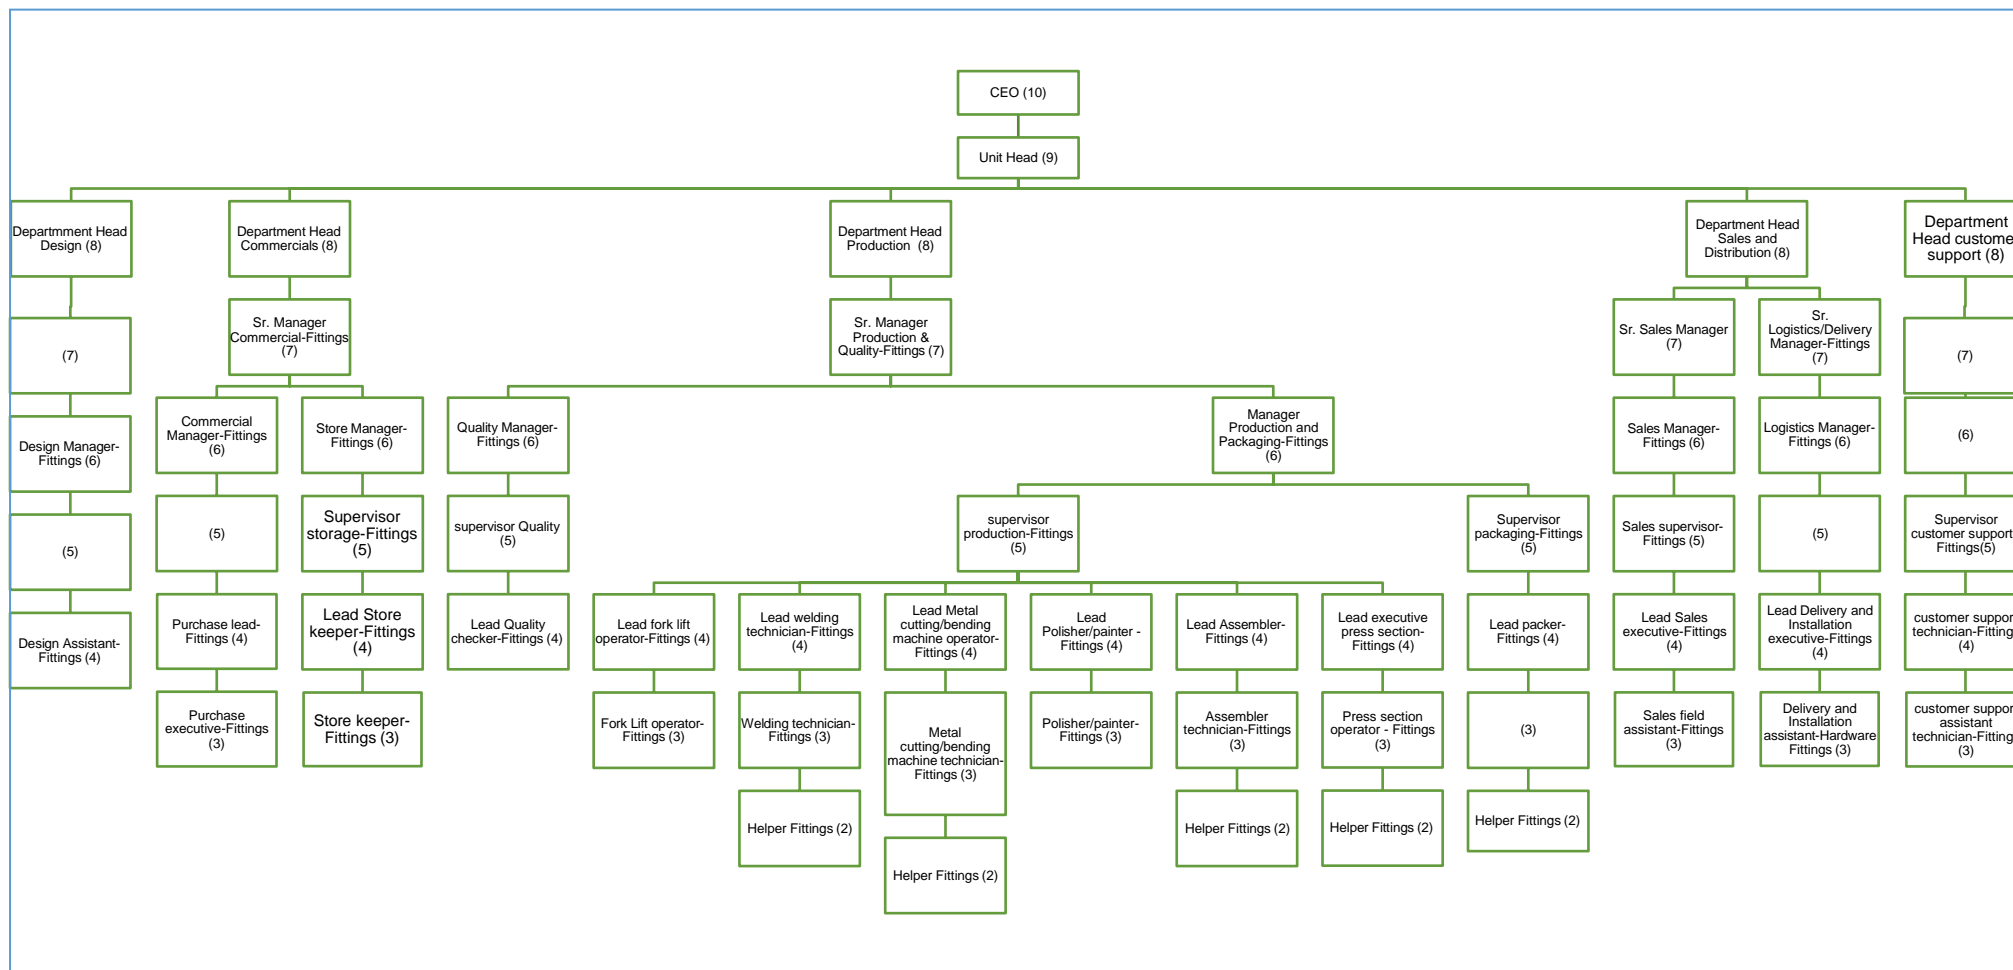 CEO (10)
Unit Head (9)
Departmment Head
Design (8)
Department Head
Commercials (8)
Department Head
Production  (8)
Department Head
Sales and
Distribution (8)
Department
Head custome
support (8)
(7)
Sr. Manager
Commercial-Fittings
(7)
Sr. Manager
Production &
Quality-Fittings (7)
Sr. Sales Manager
(7)
Sr.
Logistics/Delivery
Manager-Fittings
(7)
(7)
Design Manager-
Fittings (6)
Commercial
Manager-Fittings
(6)
Store Manager-
Fittings (6)
Quality Manager-
Fittings (6)
Manager
Production and
Packaging-Fittings
(6)
Sales Manager-
Fittings (6)
Logistics Manager-
Fittings (6)
(6)
(5)
(5)
Supervisor
storage-Fittings
(5)
supervisor Quality
(5)
supervisor
production-Fittings
(5)
Supervisor
packaging-Fittings
(5)
Sales supervisor-
Fittings (5)
(5)
Supervisor
customer support
Fittings(5)
Design Assistant-
Fittings (4)
Purchase lead-
Fittings (4)
Lead Store
keeper-Fittings
(4)
Lead Quality
checker-Fittings (4)
Lead fork lift
operator-Fittings (4)
Lead welding
technician-Fittings
(4)
Lead Metal
cutting/bending
machine operator-
Fittings (4)
Lead
Polisher/painter -
Fittings (4)
Lead Assembler-
Fittings (4)
Lead executive
press section-
Fittings (4)
Lead packer-
Fittings (4)
Lead Sales
executive-Fittings
(4)
Lead Delivery and
Installation
executive-Fittings
(4)
customer suppor
technician-Fitting
(4)
Purchase
executive-Fittings
(3)
Store keeper-
Fittings (3)
Fork Lift operator-
Fittings (3)
Welding technician-
Fittings (3)
Metal
cutting/bending
machine technician-
Fittings (3)
Polisher/painter-
Fittings (3)
Assembler
technician-Fittings
(3)
Press section
operator - Fittings
(3)
(3)
Sales field
assistant-Fittings
(3)
Delivery and
Installation
assistant-Hardware
Fittings (3)
customer suppor
assistant
technician-Fitting
(3)
Helper Fittings (2)
Helper Fittings (2)
Helper Fittings (2)
Helper Fittings (2)
Helper Fittings (2)